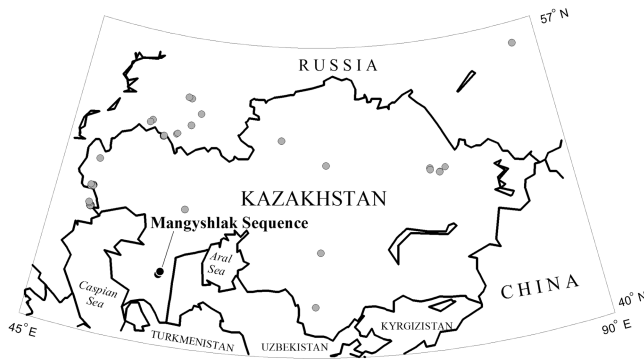 57° N
RUSSIA
KAZAKHSTAN
Mangyshlak Sequence
Aral
Sea
Caspian
Sea
CHINA
40° N
90° E
45° E
TURKMENISTAN
UZBEKISTAN
KYRGIZISTAN